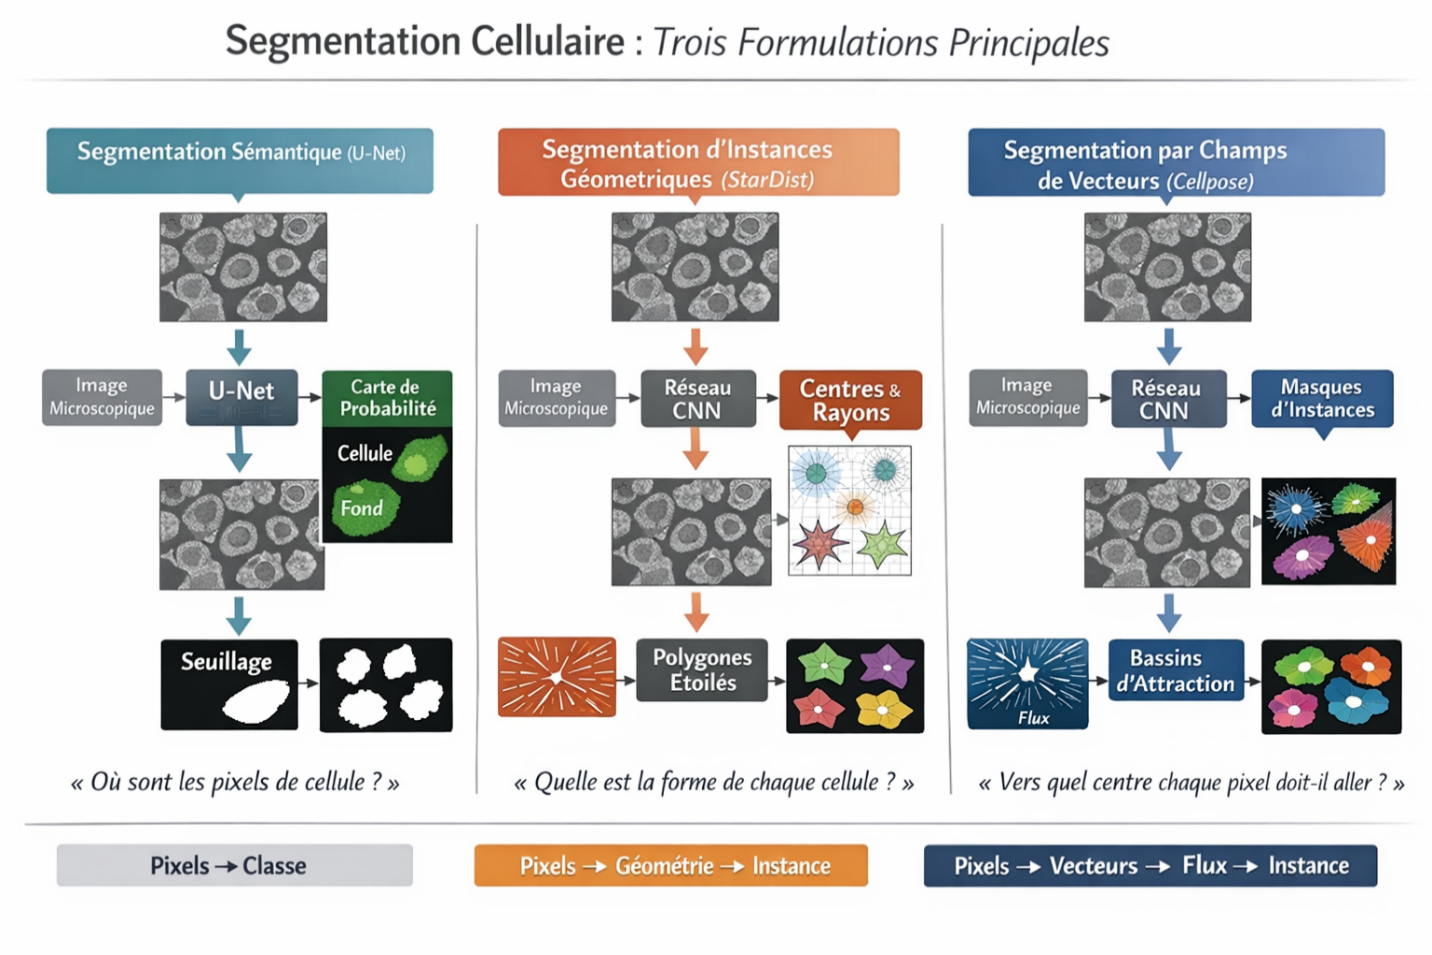 Segmentation Cellulaire : Trois Formulations Principales
Segmentation Sémantique (U-Net)
Image
Microscopique
U-Net
Carte de
Probabilité
Cellule
Fond
Seuillage
« Où sont les pixels de cellule ? »
Segmentation d'Instances
Géometriques (StarDist)
Image
Microscopique
Réseau
CNN
Centres &
Rayons
Polygones
Etoilés
« Quelle est la forme de chaque cellule ? »
Segmentation par Champs
de Vecteurs (Cellpose)
Image
Microscopique
Réseau
CNN
Masques
d'Instances
Flux
Bassins
d'Attraction
« Vers quel centre chaque pixel doit-il aller ? »
Pixels → Classe
Pixels → Géométrie → Instance
Pixels → Vecteurs → Flux → Instance